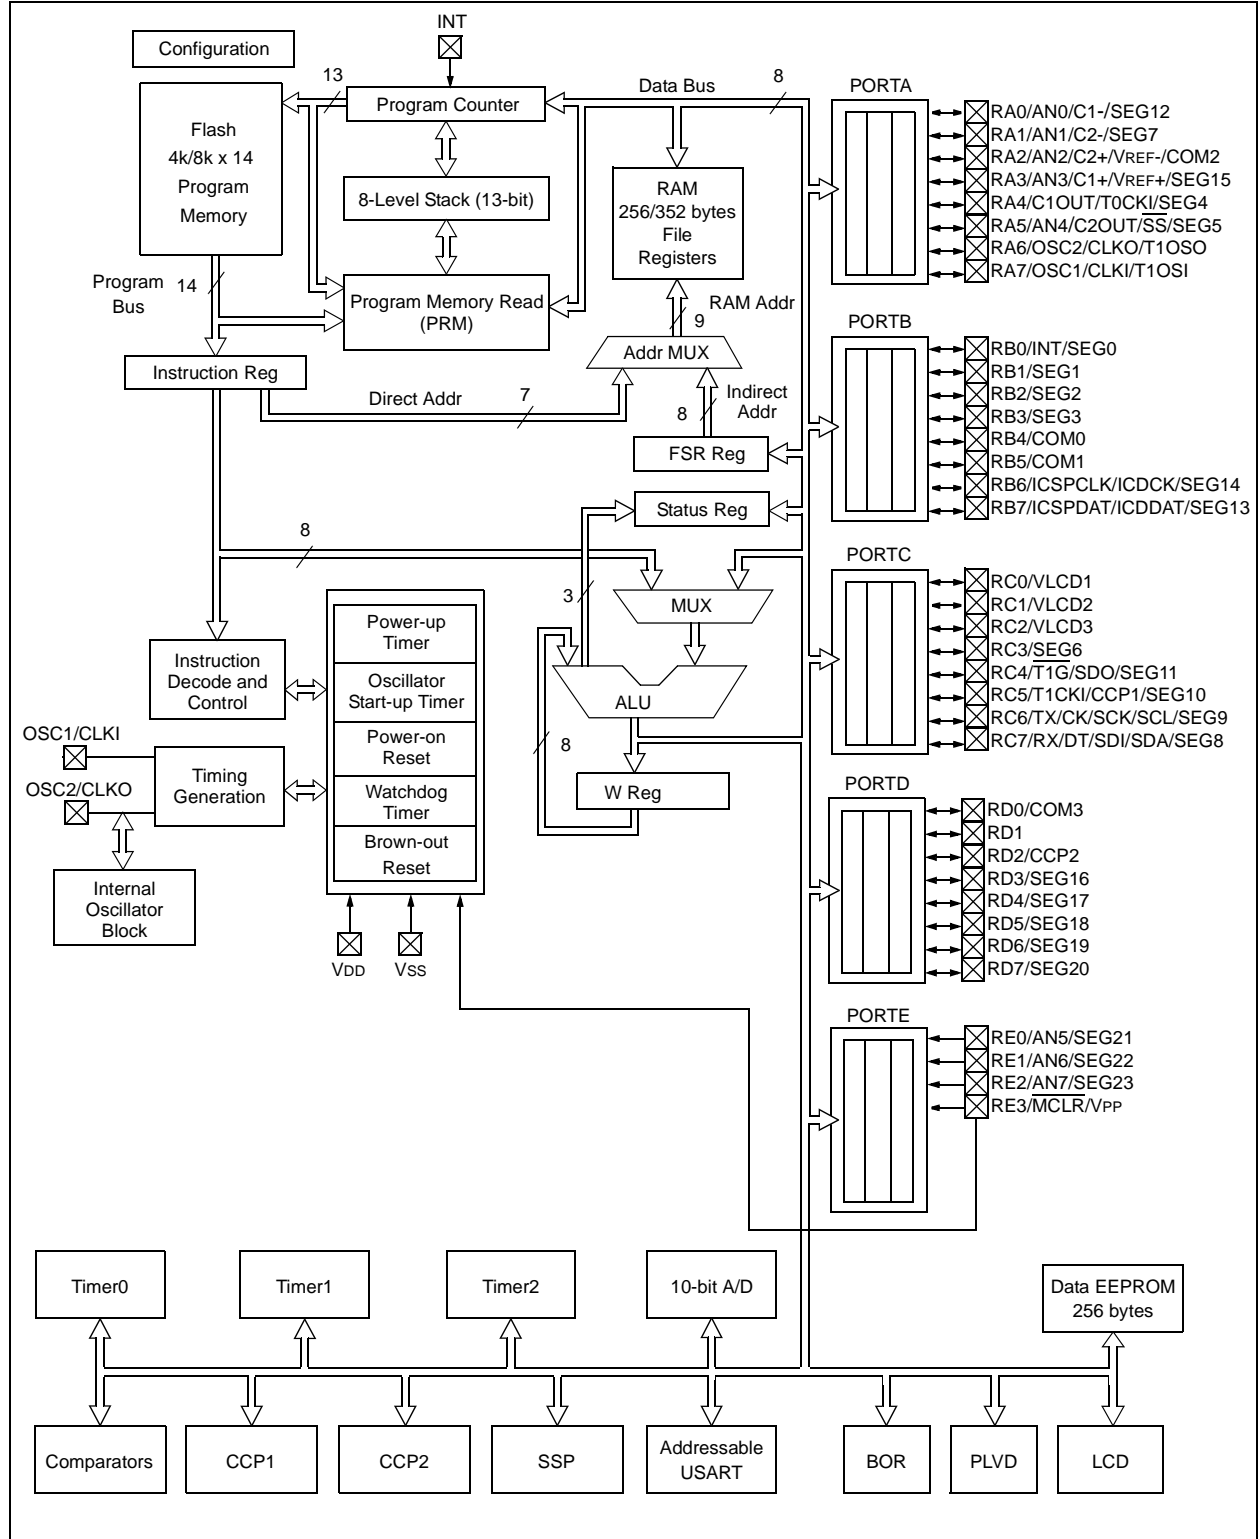 INT
Configuration
13
Program Counter
Data Bus
8
Flash
4k/8k x 14
Program
Memory
8-Level Stack (13-bit)
RAM
256/352 bytes
File
Registers
Program
Bus
14
Program Memory Read
(PRM)
RAM Addr
9
Addr MUX
Instruction Reg
Direct Addr
7
Indirect
Addr
8
FSR Reg
Status Reg
8
3
MUX
Power-up
Timer
Oscillator
Start-up Timer
Power-on
Reset
Watchdog
Timer
Brown-out
Reset
Instruction
Decode and
Control
ALU
8
W Reg
OSC1/CLKI
OSC2/CLKO
Timing
Generation
Internal
Oscillator
Block
VDD
VSS
PORTA
RA0/AN0/C1-/SEG12
RA1/AN1/C2-/SEG7
RA2/AN2/C2+/VREF-/COM2
RA3/AN3/C1+/VREF+/SEG15
RA4/C1OUT/T0CKI/SEG4
RA5/AN4/C2OUT/SS/SEG5
RA6/OSC2/CLKO/T1OSO
RA7/OSC1/CLKI/T1OSI
PORTB
RB0/INT/SEG0
RB1/SEG1
RB2/SEG2
RB3/SEG3
RB4/COM0
RB5/COM1
RB6/ICSPCLK/ICDCK/SEG14
RB7/ICSPDAT/ICDDAT/SEG13
PORTC
RC0/VLCD1
RC1/VLCD2
RC2/VLCD3
RC3/SEG6
RC4/T1G/SDO/SEG11
RC5/T1CKI/CCP1/SEG10
RC6/TX/CK/SCK/SCL/SEG9
RC7/RX/DT/SDI/SDA/SEG8
PORTD
RD0/COM3
RD1
RD2/CCP2
RD3/SEG16
RD4/SEG17
RD5/SEG18
RD6/SEG19
RD7/SEG20
PORTE
RE0/AN5/SEG21
RE1/AN6/SEG22
RE2/AN7/SEG23
RE3/MCLR/VPP
Timer0
Timer1
Timer2
10-bit A/D
Data EEPROM
256 bytes
Comparators
CCP1
CCP2
SSP
Addressable
USART
BOR
PLVD
LCD